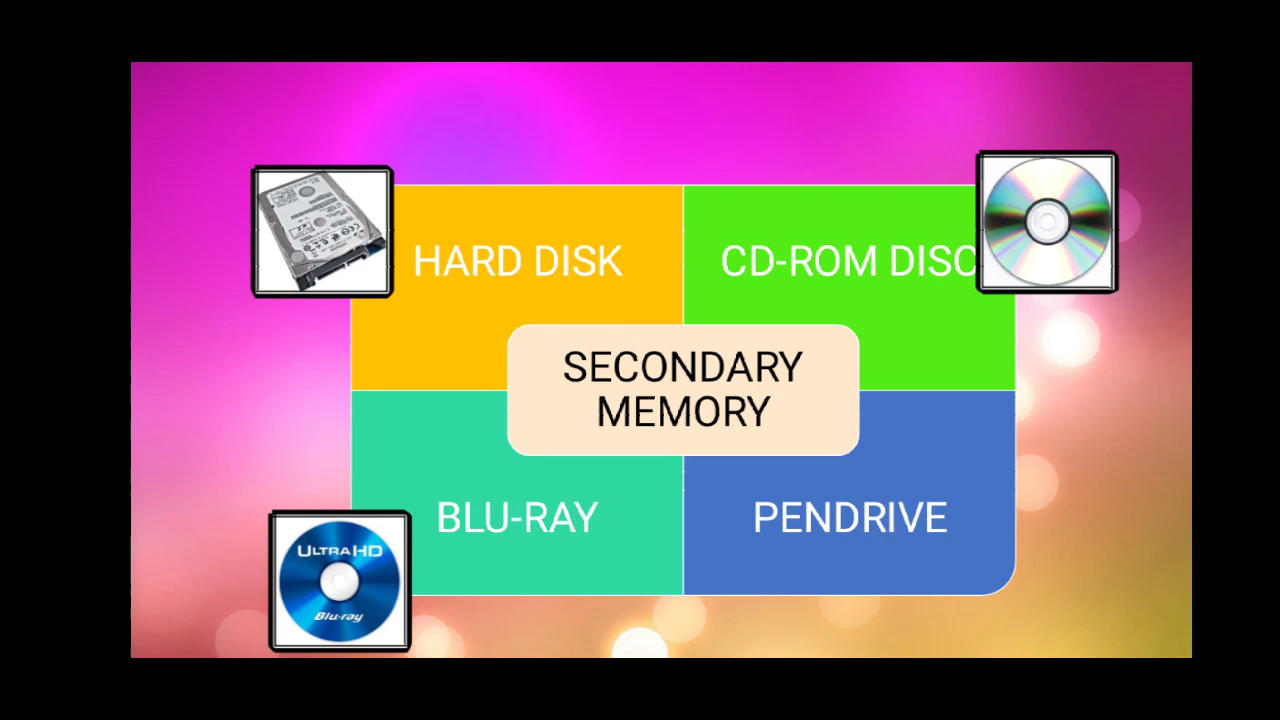 HARD DISK
CD-ROM DISC
SECONDARY
MEMORY
BLU-RAY
PENDRIVE
ULTRA HD
Blu-ray